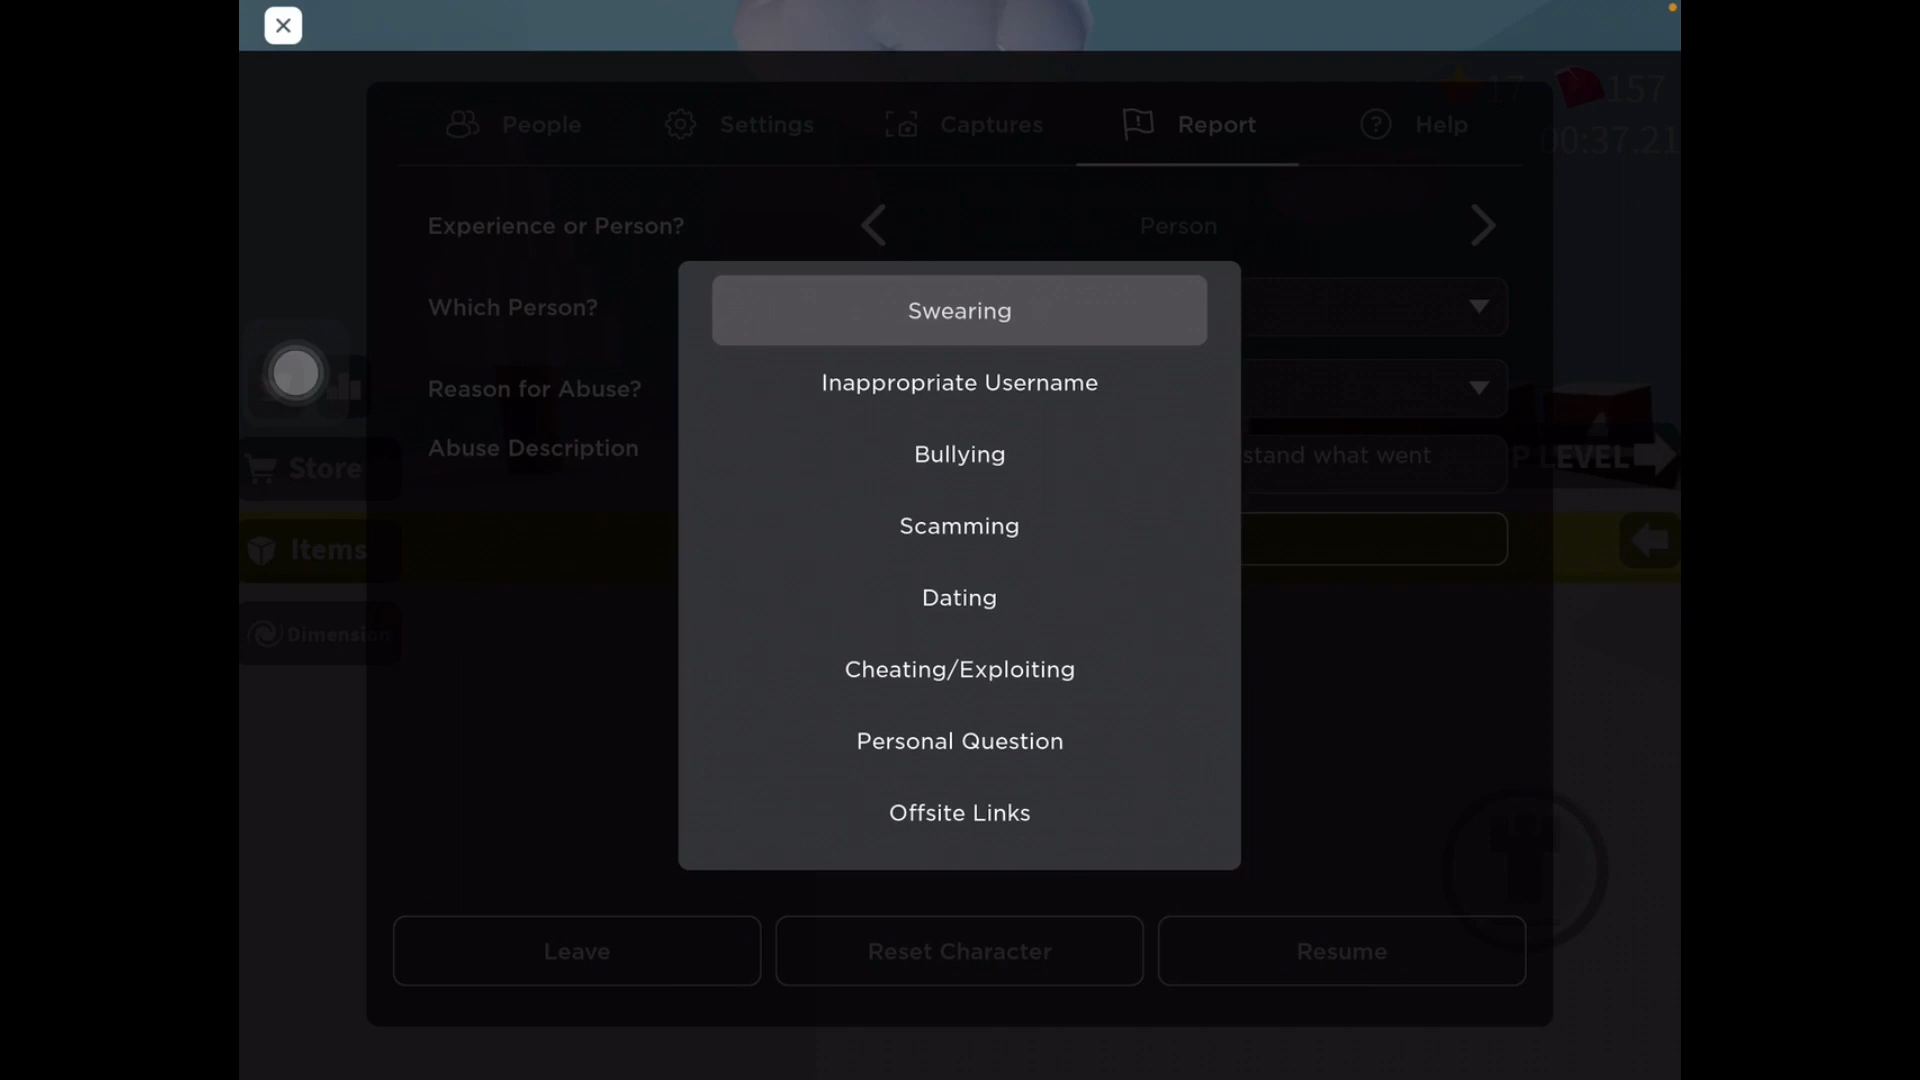 17 157
People Settings Captures Report Help
00:37.21
Experience or Person? Person
Which Person?
Swearing
Inappropriate Username
Reason for Abuse?
Abuse Description
Bullying
stand what went
P LEVEL
Store
Scamming
Items
Dating
Dimension
Cheating/Exploiting
Personal Question
Offsite Links
Leave Reset Character Resume